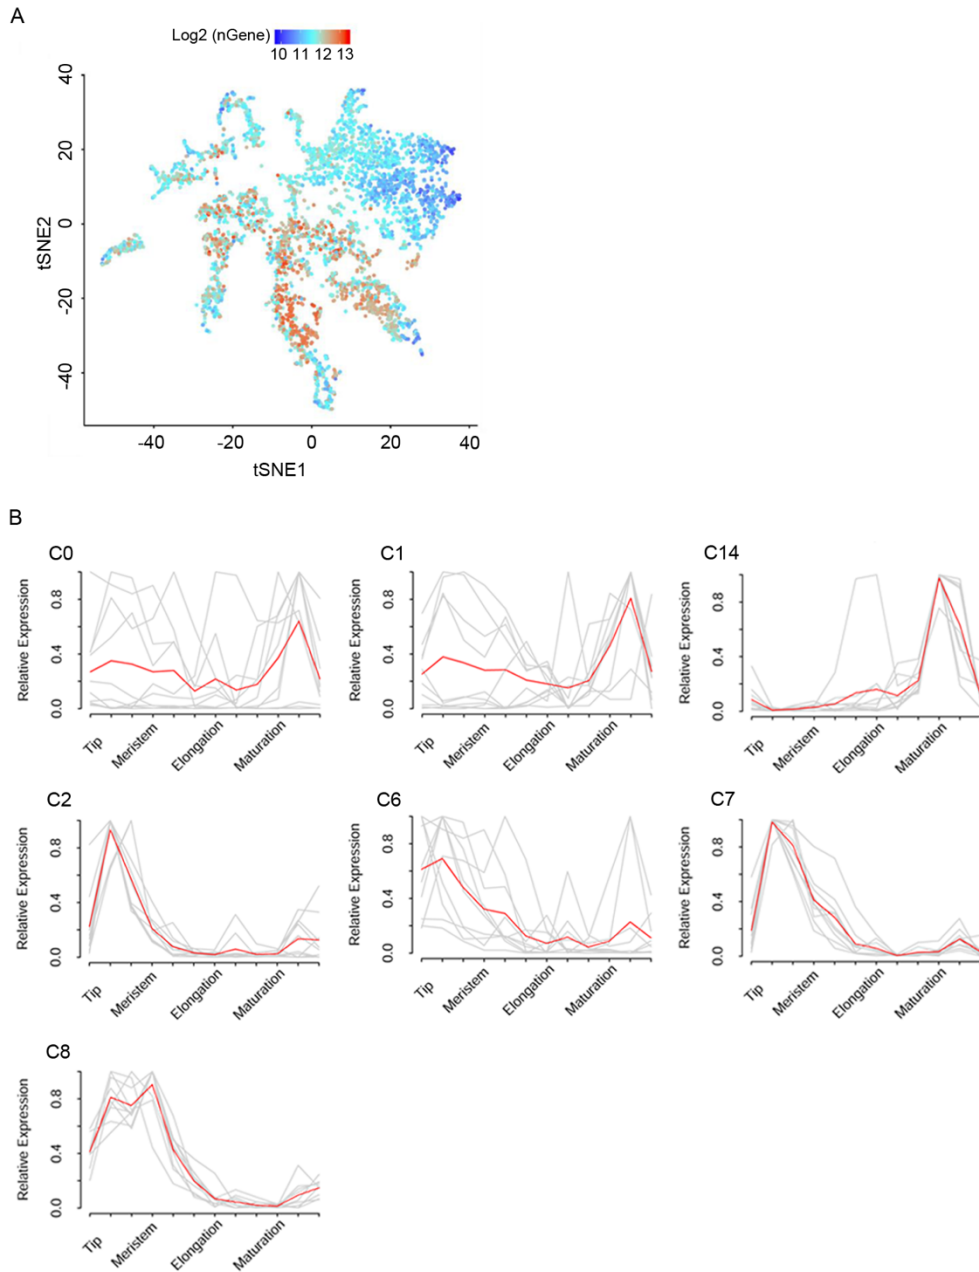 A
Log2 (nGene)
10 11 12 13
40
20
0
-20
-40
tSNE2
-40 -20 0 20 40
tSNE1
B
C0
Relative Expression
0.8
0.4
0.0
Tip
Meristem
Elongation
Maturation
C1
Relative Expression
0.8
0.4
0.0
Tip
Meristem
Elongation
Maturation
C14
Relative Expression
0.8
0.4
0.0
Tip
Meristem
Elongation
Maturation
C2
Relative Expression
0.8
0.4
0.0
Tip
Meristem
Elongation
Maturation
C6
Relative Expression
0.8
0.4
0.0
Tip
Meristem
Elongation
Maturation
C7
Relative Expression
0.8
0.4
0.0
Tip
Meristem
Elongation
Maturation
C8
Relative Expression
0.8
0.4
0.0
Tip
Meristem
Elongation
Maturation